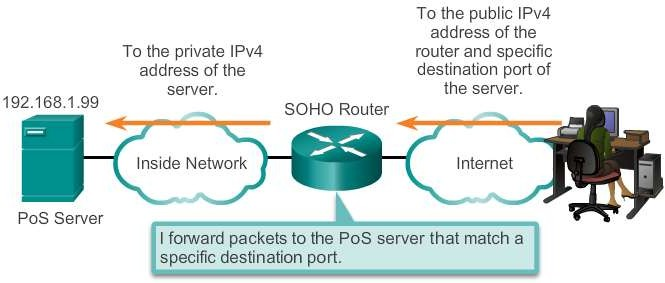 To the private IPv4
address of the
server.
To the public IPv4
address of the
router and specific
destination port of
the server.
192.168.1.99
SOHO Router
Inside Network
Internet
PoS Server
I forward packets to the PoS server that match a
specific destination port.